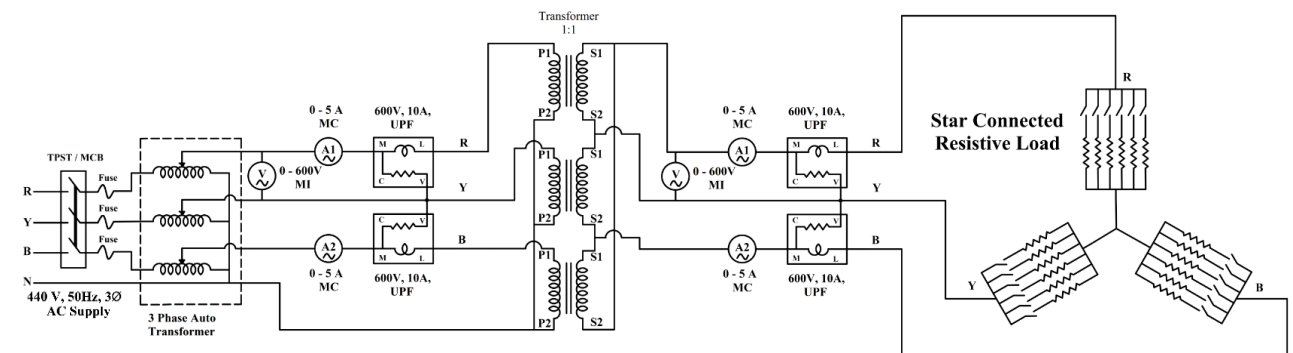 Transformer
1:1
P1
S1
P2
S2
P1
S1
P2
S2
P1
S1
P2
S2
TPST / MCB
R
Y
B
N
Fuse
Fuse
Fuse
440 V, 50Hz, 3Ø
AC Supply
3 Phase Auto
Transformer
0 - 5 A
MC
A1
V
0 - 600V
MI
600V, 10A,
UPF
M
L
C
V
R
Y
C
V
M
L
B
A2
0 - 5 A
MC
600V, 10A,
UPF
0 - 5 A
MC
A1
V
0 - 600V
MI
600V, 10A,
UPF
M
L
C
V
R
Y
C
V
M
L
B
A2
0 - 5 A
MC
600V, 10A,
UPF
Star Connected
Resistive Load
R
Y
B